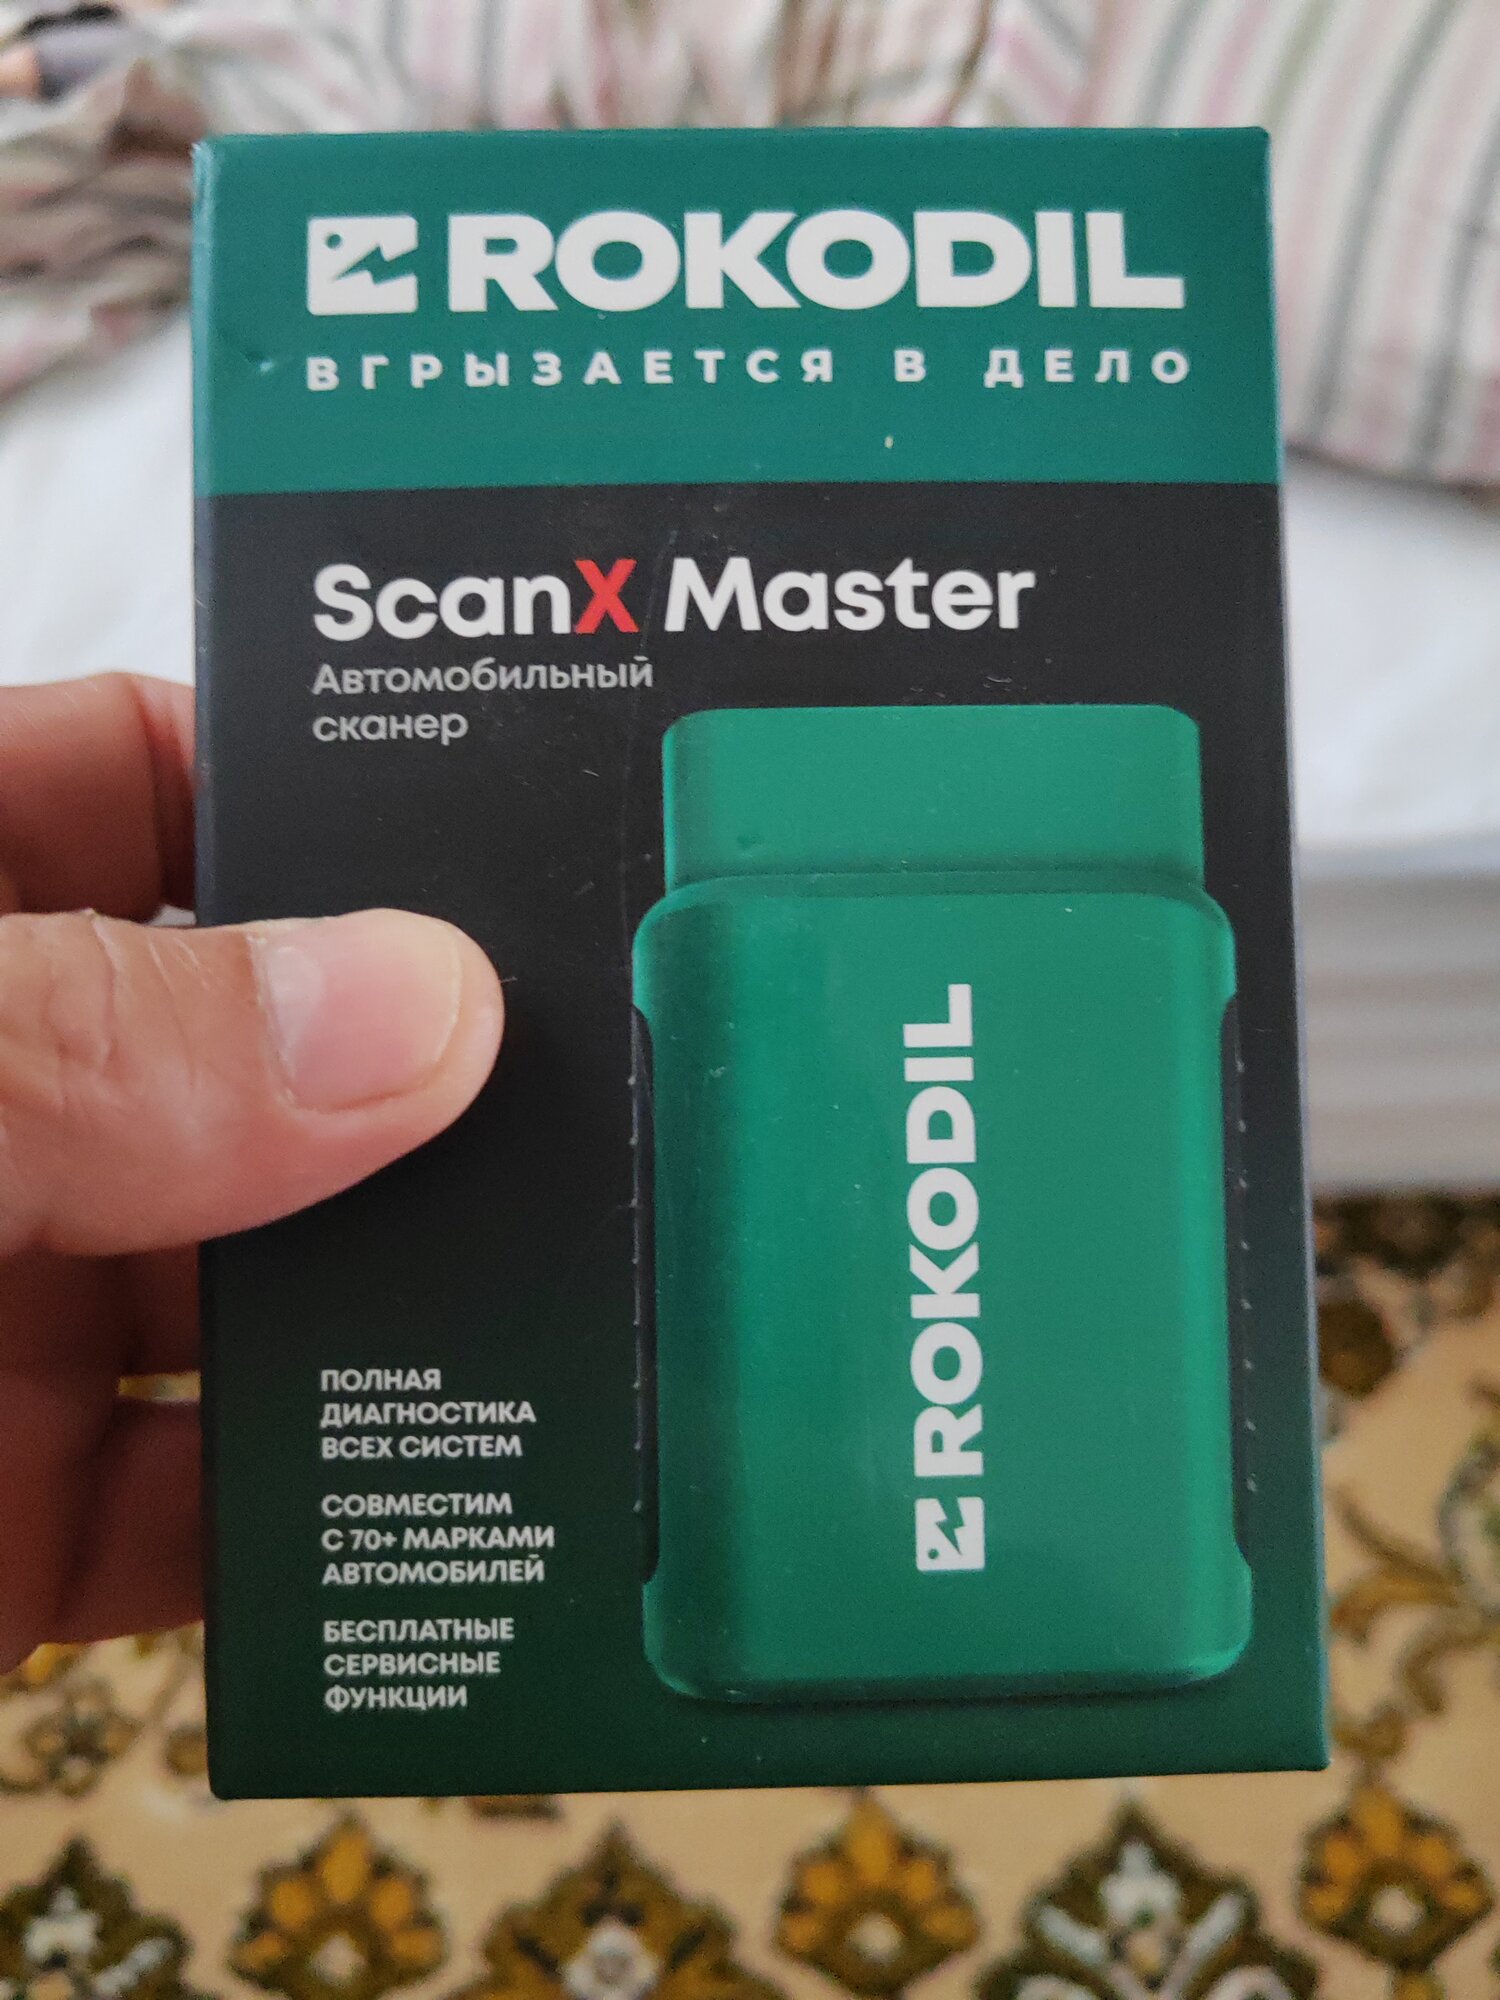 ROKODIL
ВГРЫЗАЕТСЯ В ДЕЛО
ScanX Master
Автомобильный
сканер
ROKODIL
ПОЛНАЯ
ДИАГНОСТИКА
ВСЕХ СИСТЕМ
СОВМЕСТИМ
С 70+ МАРКАМИ
АВТОМОБИЛЕЙ
БЕСПЛАТНЫЕ
СЕРВИСНЫЕ
ФУНКЦИИ